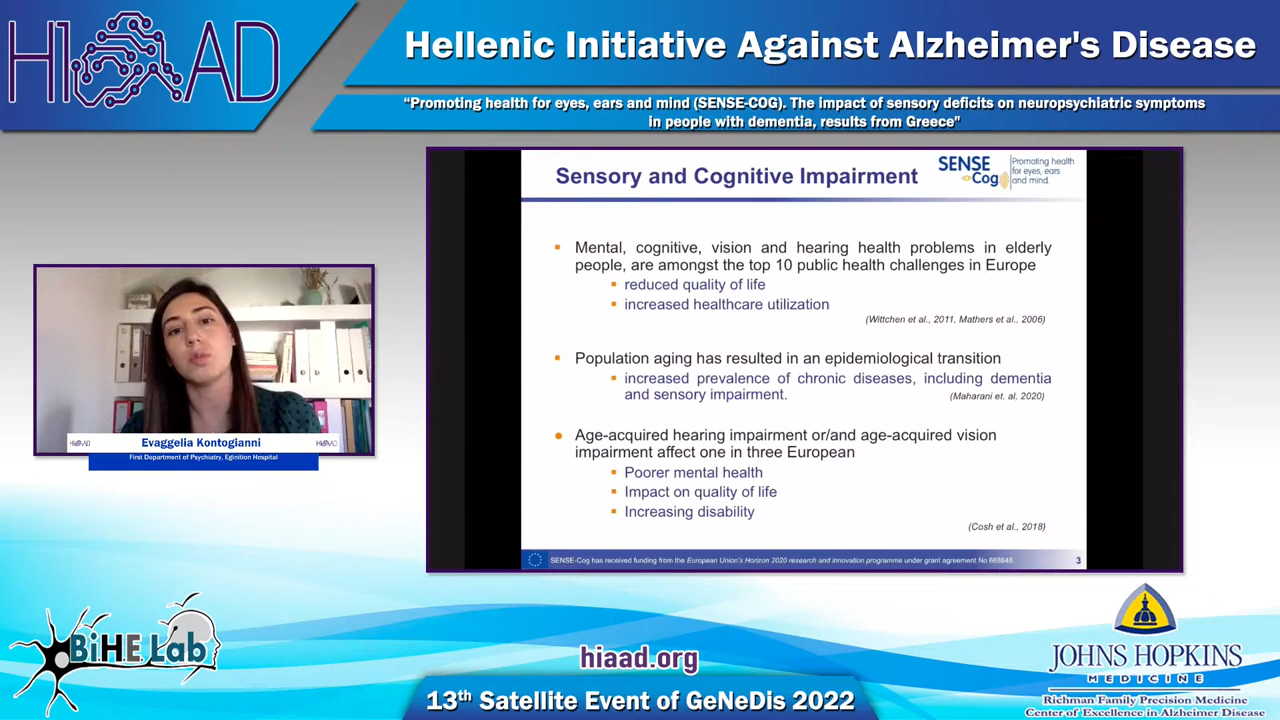 HIAAD
Hellenic Initiative Against Alzheimer's Disease
“Promoting health for eyes, ears and mind (SENSE-COG). The impact of sensory deficits on neuropsychiatric symptoms
in people with dementia, results from Greece"
Sensory and Cognitive Impairment
SENSE
Cog
Promoting health
for eyes, ears
and mind.
Mental, cognitive, vision and hearing health problems in elderly
people, are amongst the top 10 public health challenges in Europe
reduced quality of life
increased healthcare utilization
(Wittchen et al., 2011, Mathers et al., 2006)
Population aging has resulted in an epidemiological transition
increased prevalence of chronic diseases, including dementia
and sensory impairment.
(Maharani et. al, 2020)
Age-acquired hearing impairment or/and age-acquired vision
impairment affect one in three European
Poorer mental health
Impact on quality of life
Increasing disability
(Cosh et al., 2018)
SENSE-Cog has received funding from the European Union's Horizon 2020 research and innovation programme under grant agreement No 668648.
3
HIAAD
Evaggelia Kontogianni
HIAAD
First Department of Psychiatry, Eginition Hospital
BiHE Lab
hiaad.org
13th Satellite Event of GeNeDis 2022
JOHNS HOPKINS
MEDICINE
Richman Family Precision Medicine
Center of Excellence in Alzheimer Disease